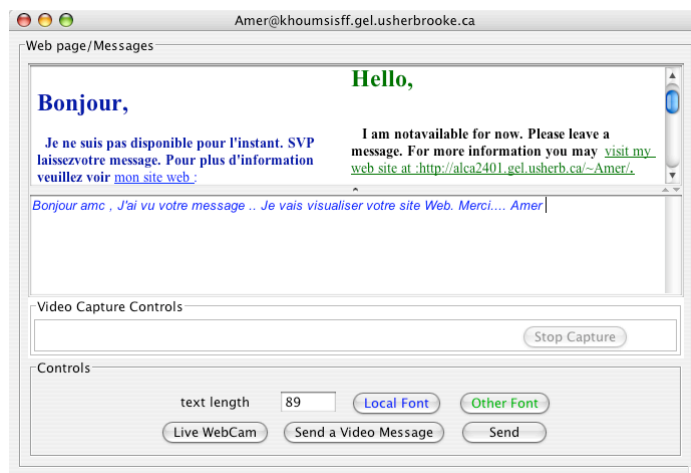 Amer@khoumsisff.gel.usherbrooke.ca
Web page/Messages
Bonjour,
Je ne suis pas disponible pour l'instant. SVP
laissezvotre message. Pour plus d'information
veuillez voir mon site web :
Hello,
I am notavailable for now. Please leave a
message. For more information you may visit my
web site at :http://alca2401.gel.usherb.ca/~Amer/.
Bonjour amc , J'ai vu votre message .. Je vais visualiser votre site Web. Merci.... Amer
Video Capture Controls
Stop Capture
Controls
text length 89 Local Font Other Font
Live WebCam Send a Video Message Send